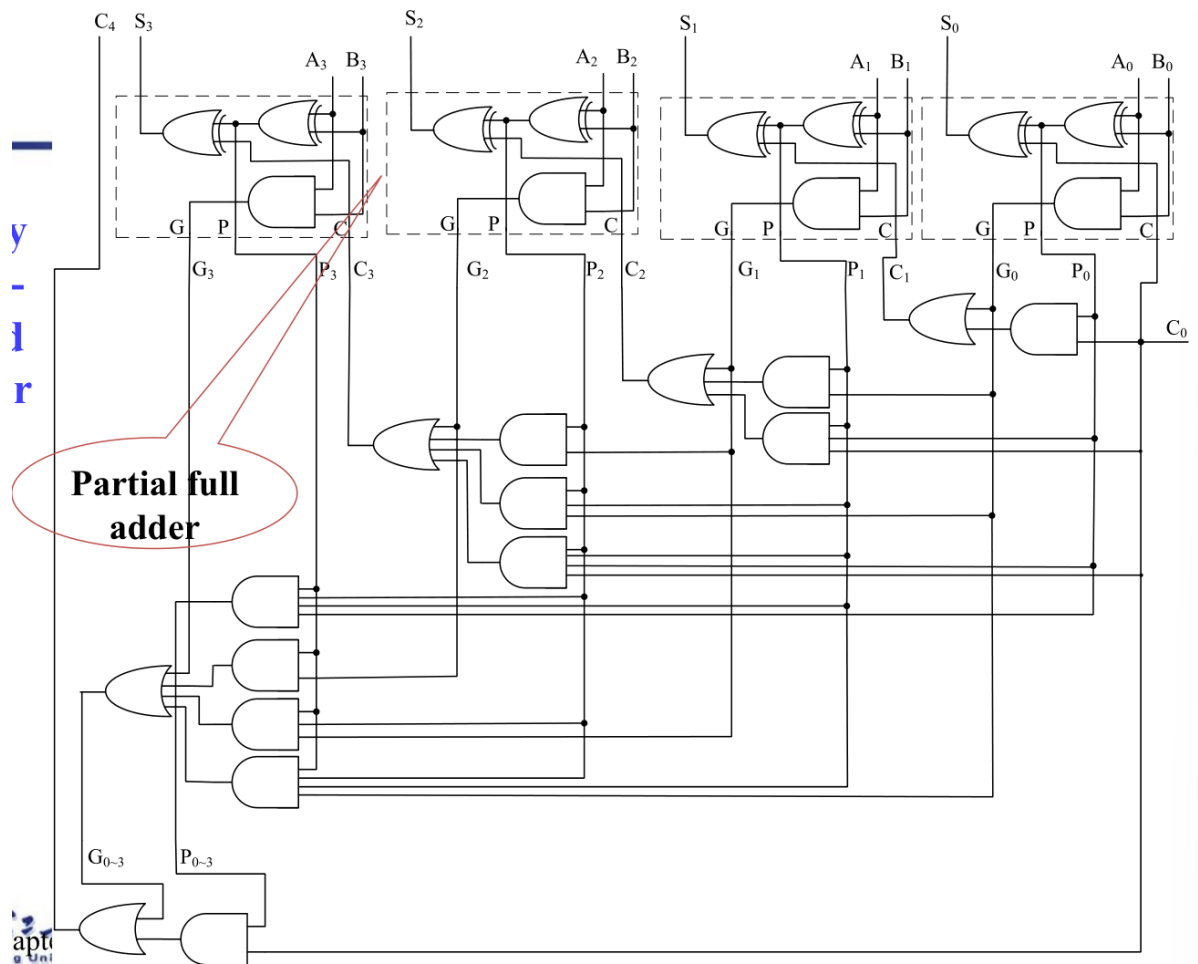 C₄ S₃ S₂ S₁ S₀
A₃ B₃ A₂ B₂ A₁ B₁ A₀ B₀
G P C G P C G P C G P C
G₃ P₃ C₃ G₂ P₂ C₂ G₁ P₁ C₁ G₀ P₀
C₀
y
-
d
r
Partial full
adder
G₀~₃ P₀~₃